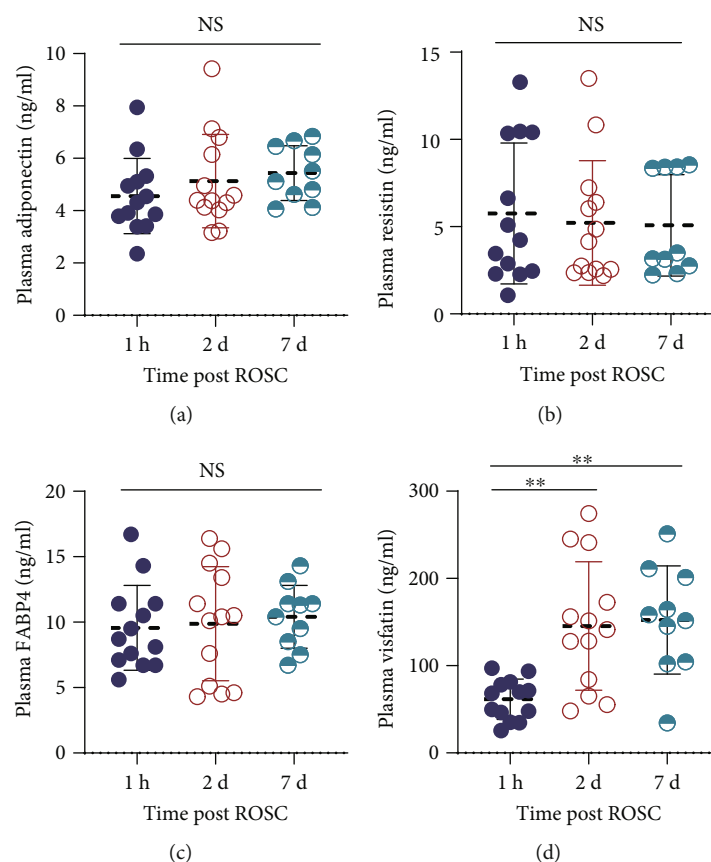 NS
Plasma adiponectin (ng/ml)
10
8
6
4
2
0
1 h 2 d 7 d
Time post ROSC
(a)
NS
Plasma resistin (ng/ml)
15
10
5
0
1 h 2 d 7 d
Time post ROSC
(b)
NS
Plasma FABP4 (ng/ml)
20
15
10
5
0
1 h 2 d 7 d
Time post ROSC
(c)
**
**
Plasma visfatin (ng/ml)
300
200
100
0
1 h 2 d 7 d
Time post ROSC
(d)